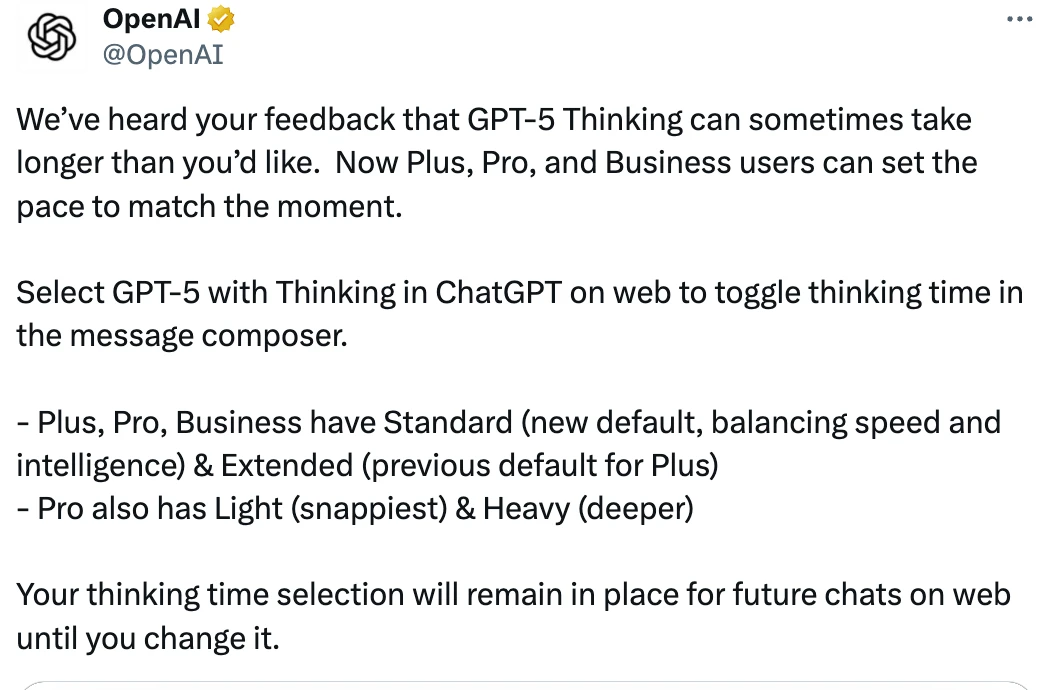 OpenAI
@OpenAI
We’ve heard your feedback that GPT-5 Thinking can sometimes take
longer than you’d like.  Now Plus, Pro, and Business users can set the
pace to match the moment.
Select GPT-5 with Thinking in ChatGPT on web to toggle thinking time in
the message composer.
- Plus, Pro, Business have Standard (new default, balancing speed and
intelligence) & Extended (previous default for Plus)
- Pro also has Light (snappiest) & Heavy (deeper)
Your thinking time selection will remain in place for future chats on web
until you change it.